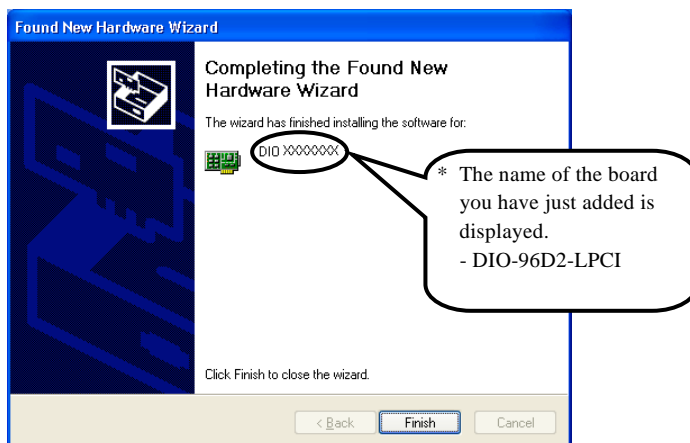 Found New Hardware Wizard
Completing the Found New
Hardware Wizard
The wizard has finished installing the software for:
DIO XXXXXXX
* The name of the board
you have just added is
displayed.
- DIO-96D2-LPCI
Click Finish to close the wizard.
< Back
Finish
Cancel